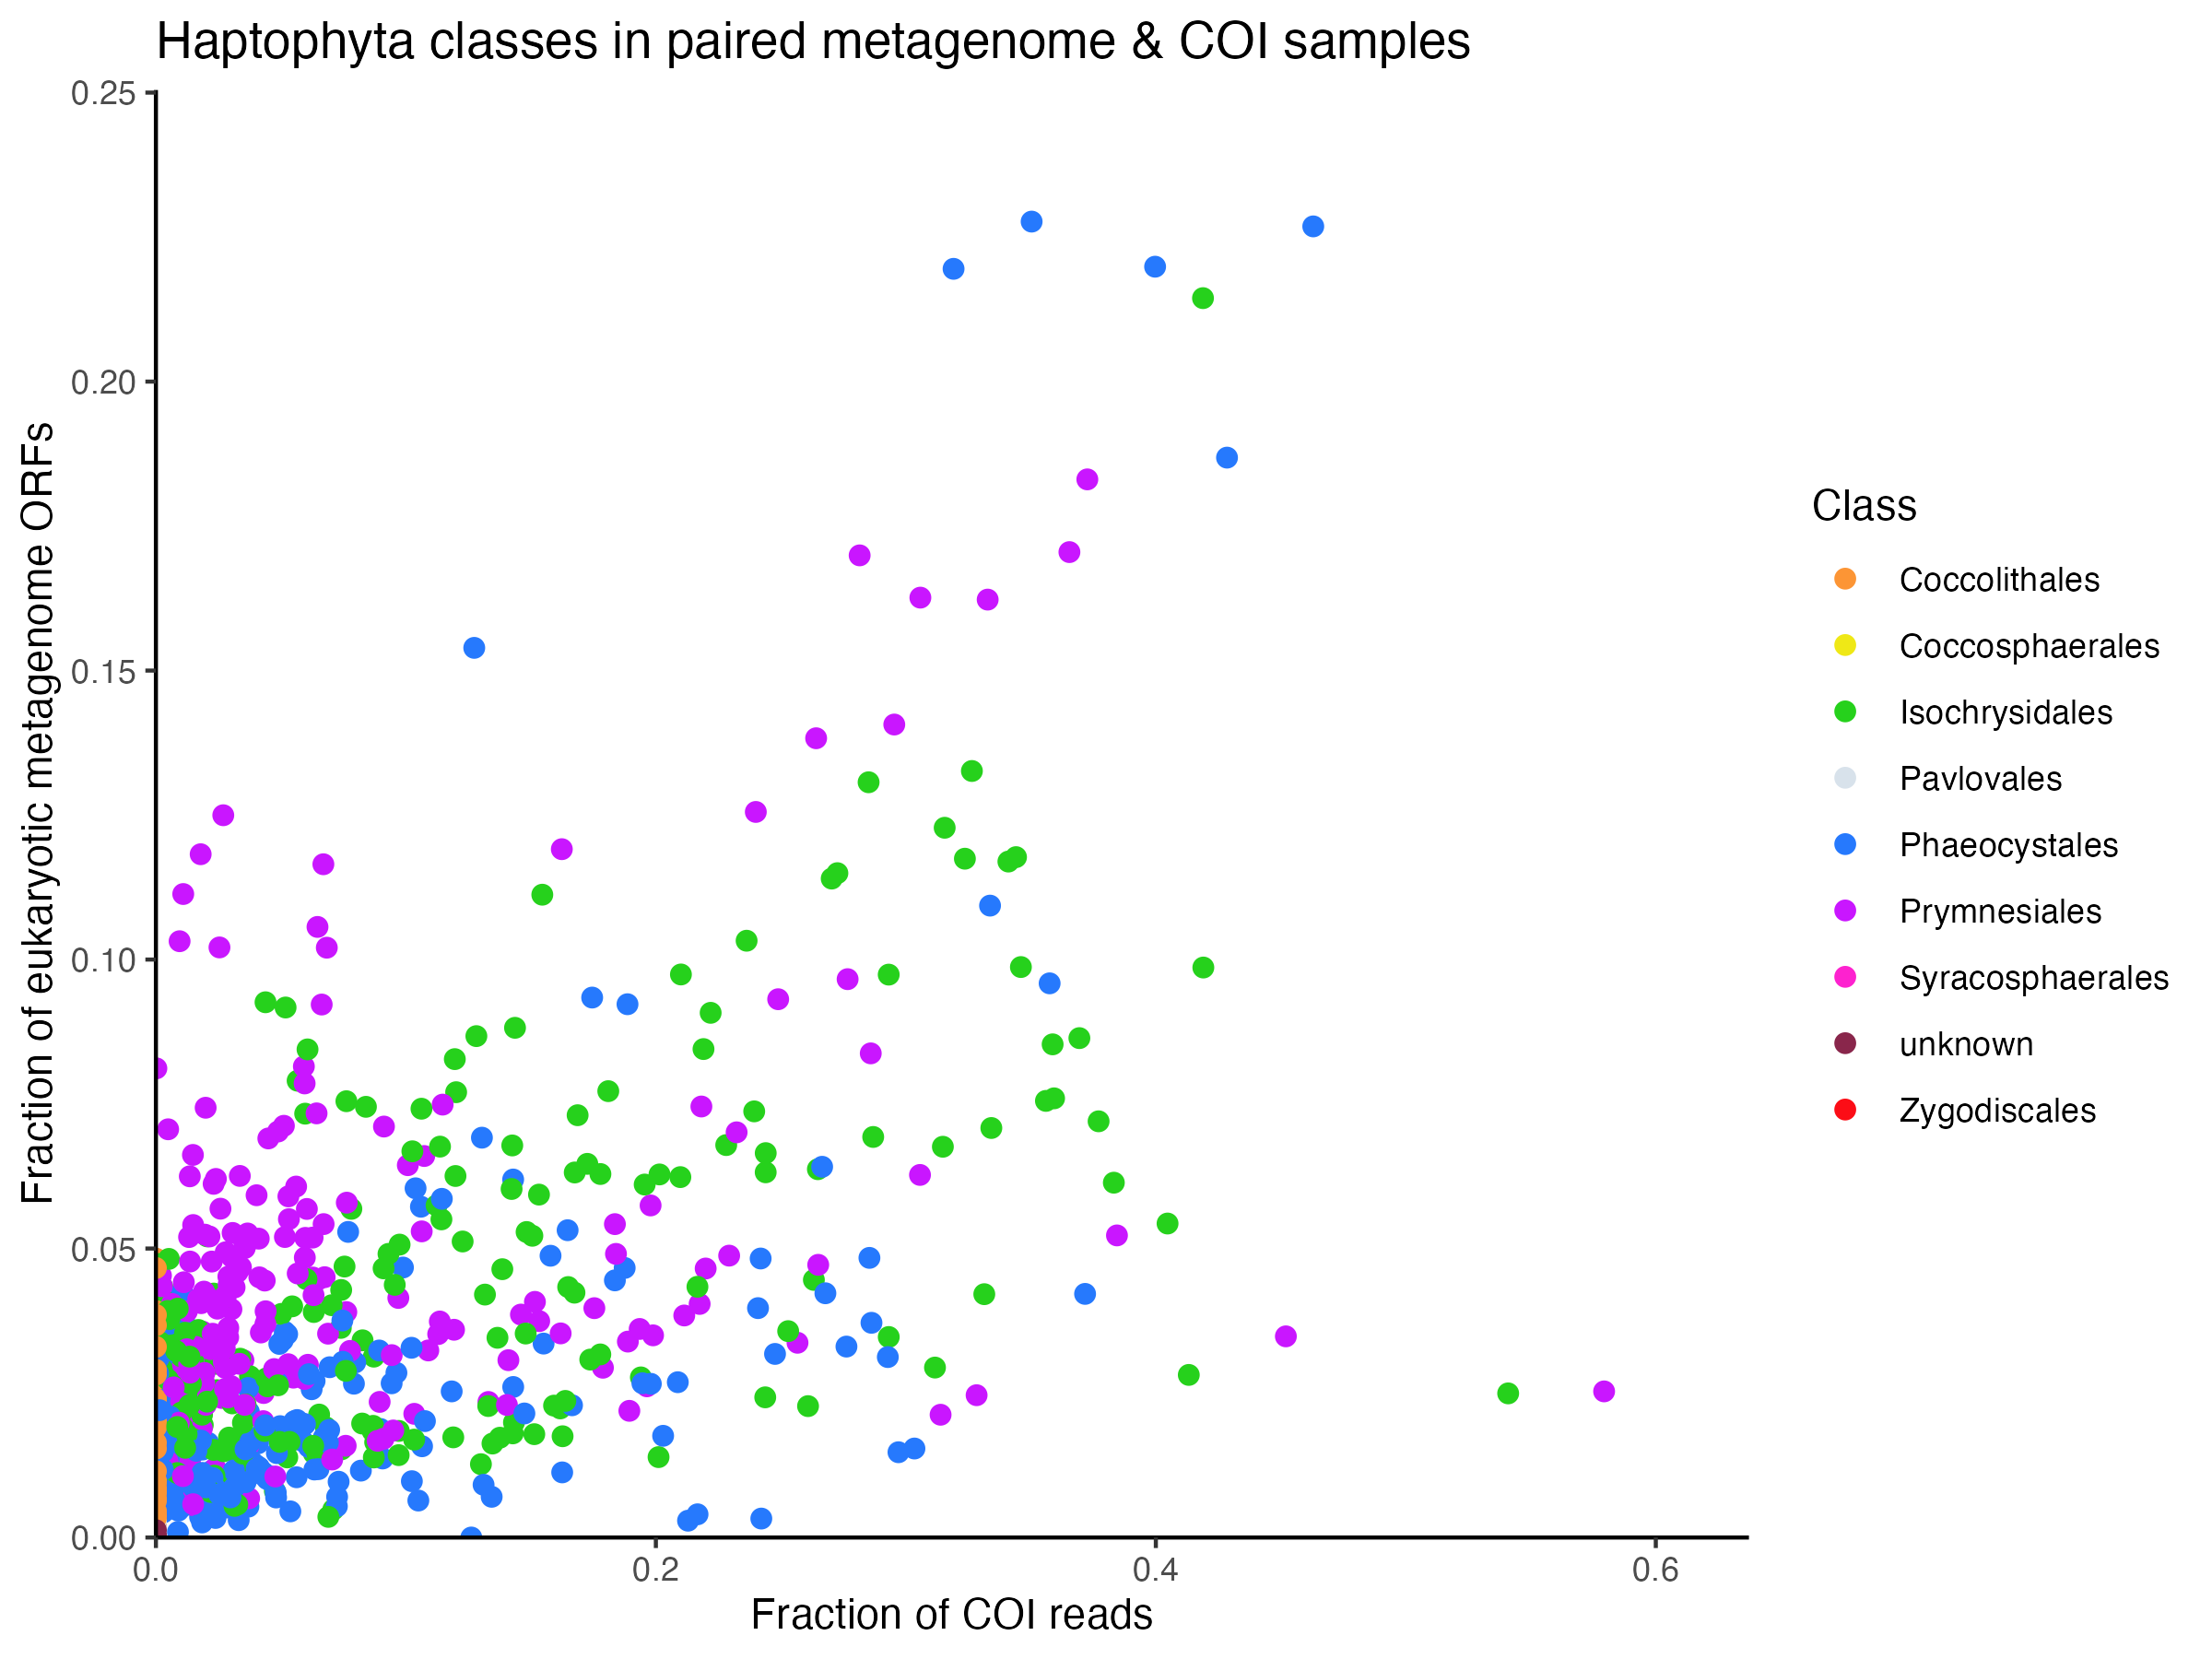 Haptophyta classes in paired metagenome & COI samples
Fraction of eukaryotic metagenome ORFs
0.25
0.20
0.15
0.10
0.05
0.00
0.0 0.2 0.4 0.6
Fraction of COI reads
Class
Coccolithales
Coccosphaerales
Isochrysidales
Pavlovales
Phaeocystales
Prymnesiales
Syracosphaerales
unknown
Zygodiscales